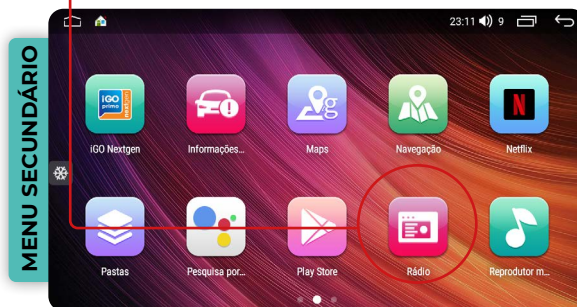 MENU SECUNDÁRIO
23:11 9
iGO Nextgen
Informações...
Maps
Navegação
Netflix
iGO
primo
g
N
Pastas
Pesquisa por...
Play Store
Rádio
Reprodutor m...